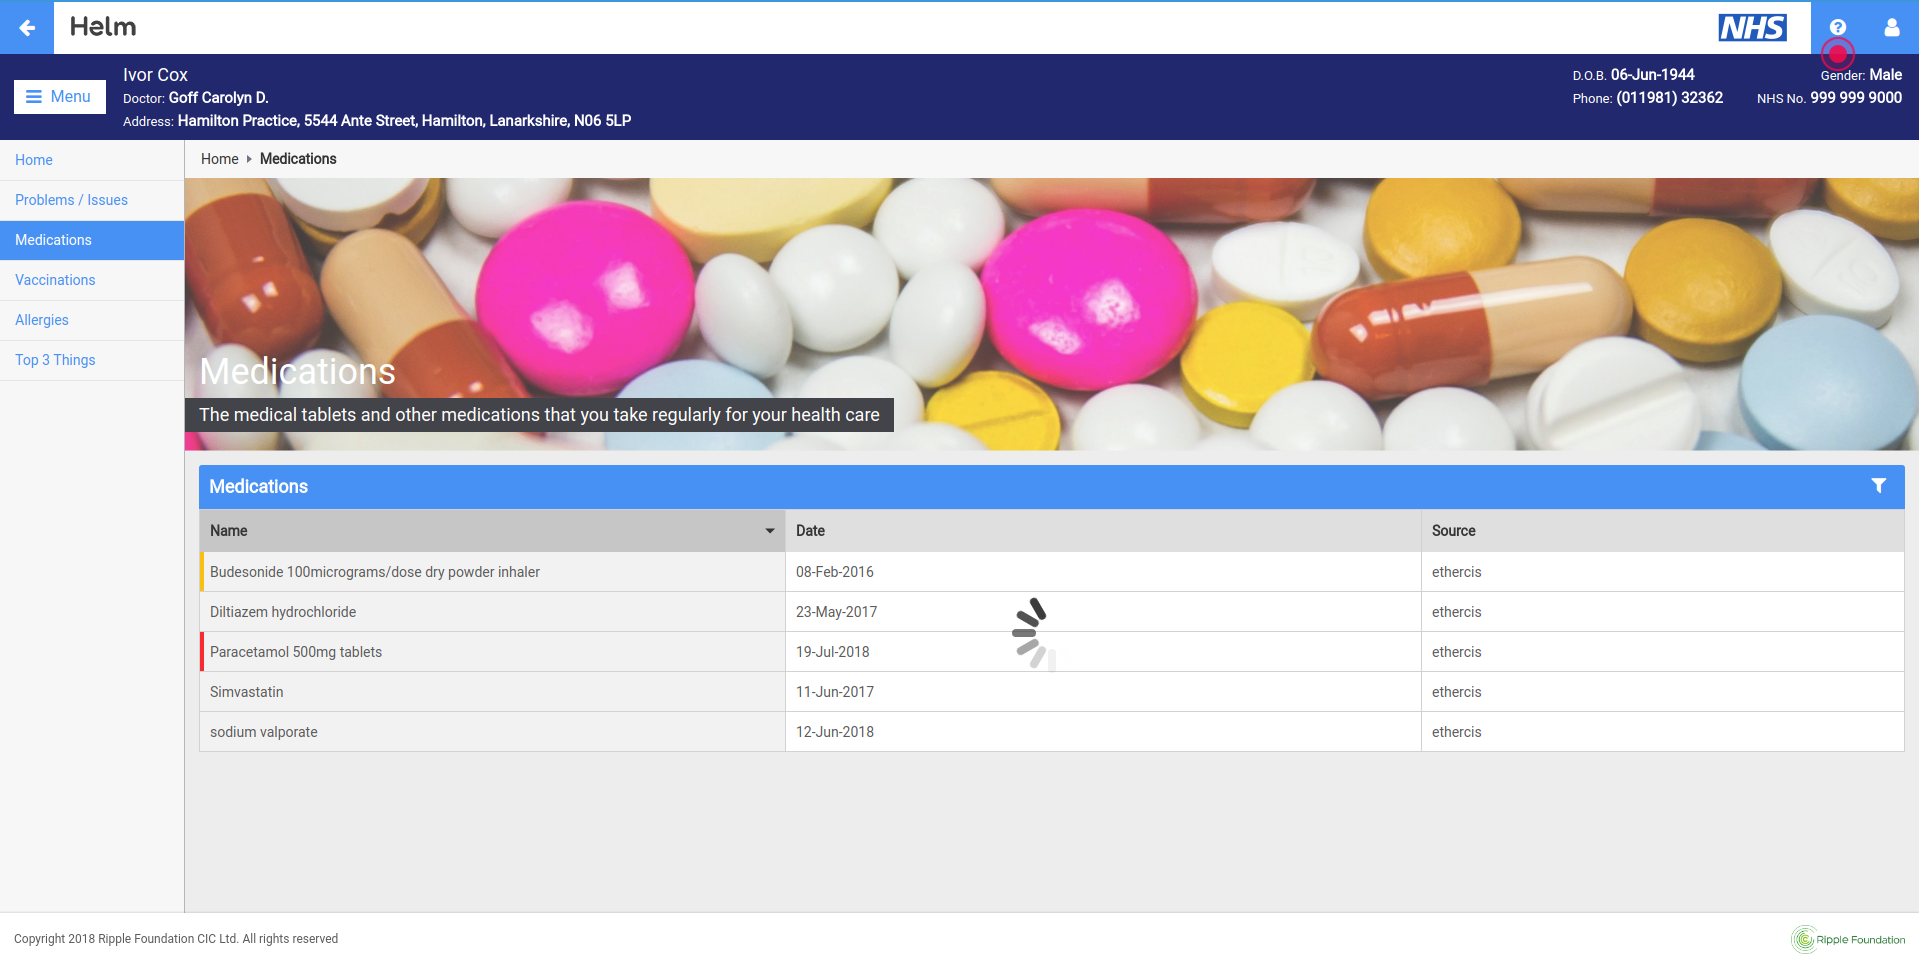 Helm
NHS
Menu
Ivor Cox
Doctor: Goff Carolyn D.
Address: Hamilton Practice, 5544 Ante Street, Hamilton, Lanarkshire, N06 5LP
D.O.B. 06-Jun-1944
Gender: Male
Phone: (011981) 32362
NHS No. 999 999 9000
Home
Problems / Issues
Medications
Vaccinations
Allergies
Top 3 Things
Home Medications
Medications
The medical tablets and other medications that you take regularly for your health care
Medications
Name Date Source
Budesonide 100micrograms/dose dry powder inhaler 08-Feb-2016 ethercis
Diltiazem hydrochloride 23-May-2017 ethercis
Paracetamol 500mg tablets 19-Jul-2018 ethercis
Simvastatin 11-Jun-2017 ethercis
sodium valporate 12-Jun-2018 ethercis
Copyright 2018 Ripple Foundation CIC Ltd. All rights reserved
Ripple Foundation